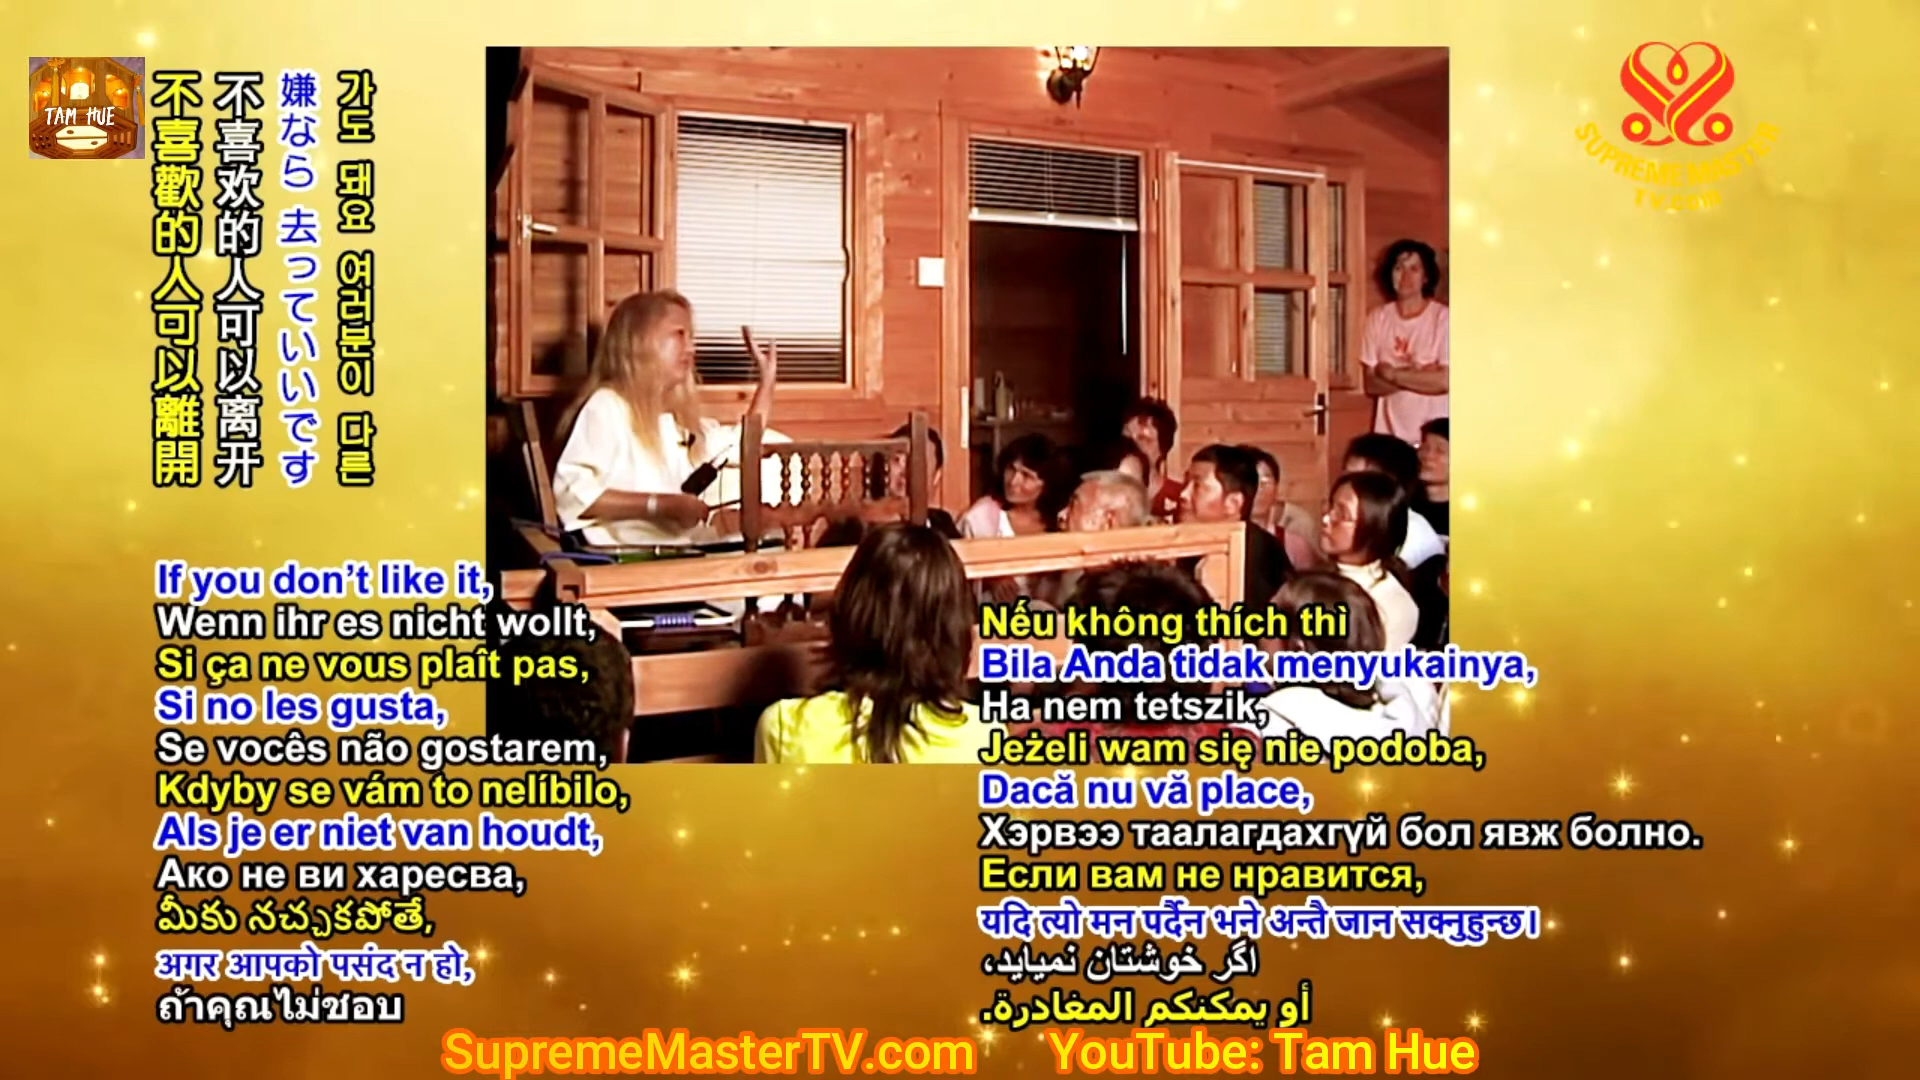 TAM HUE
不喜歡的人可以離開
不喜欢的人可以离开
嫌なら 去っていいです
가도 돼요 여러분이 다른
SUPREME MASTER
TV.com
If you don’t like it,
Wenn ihr es nicht wollt,
Si ça ne vous plaît pas,
Si no les gusta,
Se vocês não gostarem,
Kdyby se vám to nelíbilo,
Als je er niet van houdt,
Ако не ви харесва,
మీకు నచ్చకపోతే,
अगर आपको पसंद न हो,
ถ้าคุณไม่ชอบ
Nếu không thích thì
Bila Anda tidak menyukainya,
Ha nem tetszik,
Jeżeli wam się nie podoba,
Dacă nu vă place,
Хэрвээ таалагдахгүй бол явж болно.
Если вам не нравится,
यदि त्यो मन पर्दैन भने अन्तै जान सक्नुहुन्छ।
اگر خوشتان نمیاید،
أو يمكنكم المغادرة.
SupremeMasterTV.com YouTube: Tam Hue